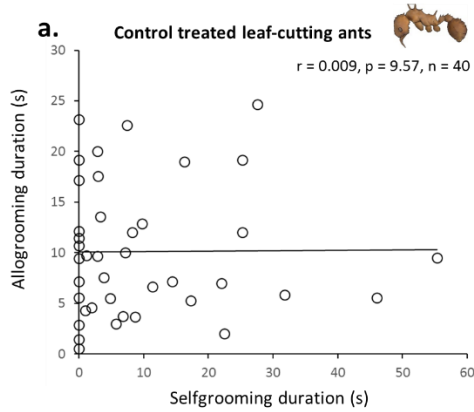 a.
Control treated leaf-cutting ants
r = 0.009, p = 9.57, n = 40
30
25
20
15
10
5
0
Allogrooming duration (s)
0 10 20 30 40 50 60
Selfgrooming duration (s)